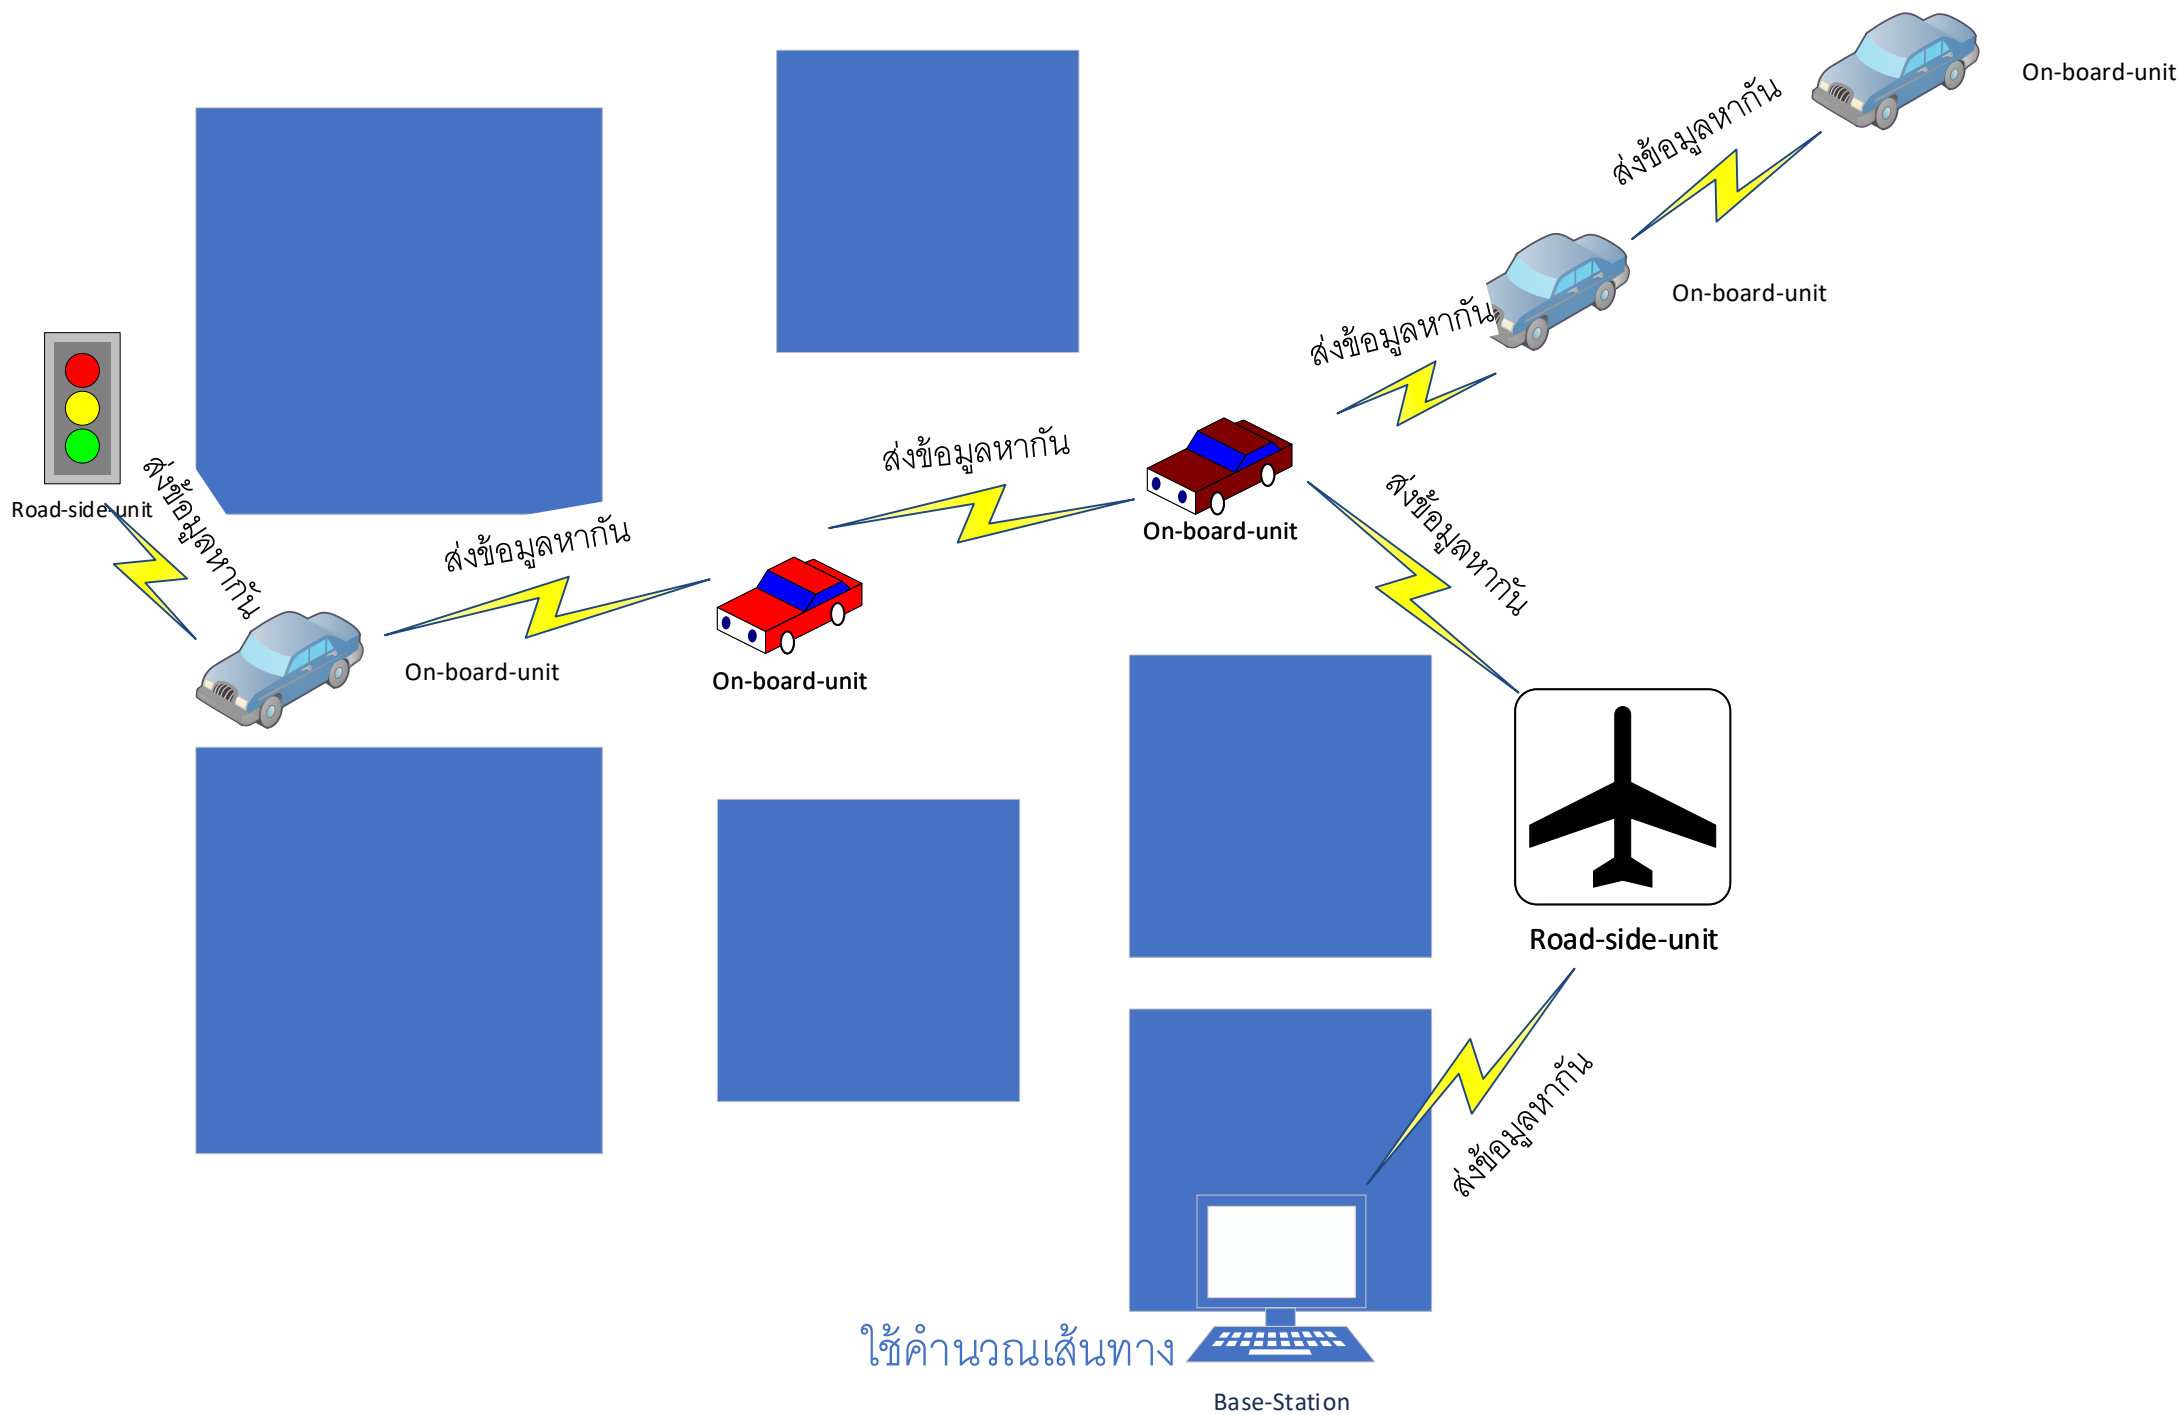 On-board-unit
ส่งข้อมูลหากัน
On-board-unit
ส่งข้อมูลหากัน
ส่งข้อมูลหากัน
On-board-unit
ส่งข้อมูลหากัน
Road-side-unit
ส่งข้อมูลหากัน
ส่งข้อมูลหากัน
On-board-unit
On-board-unit
Road-side-unit
ส่งข้อมูลหากัน
ใช้คำนวณเส้นทาง
Base-Station